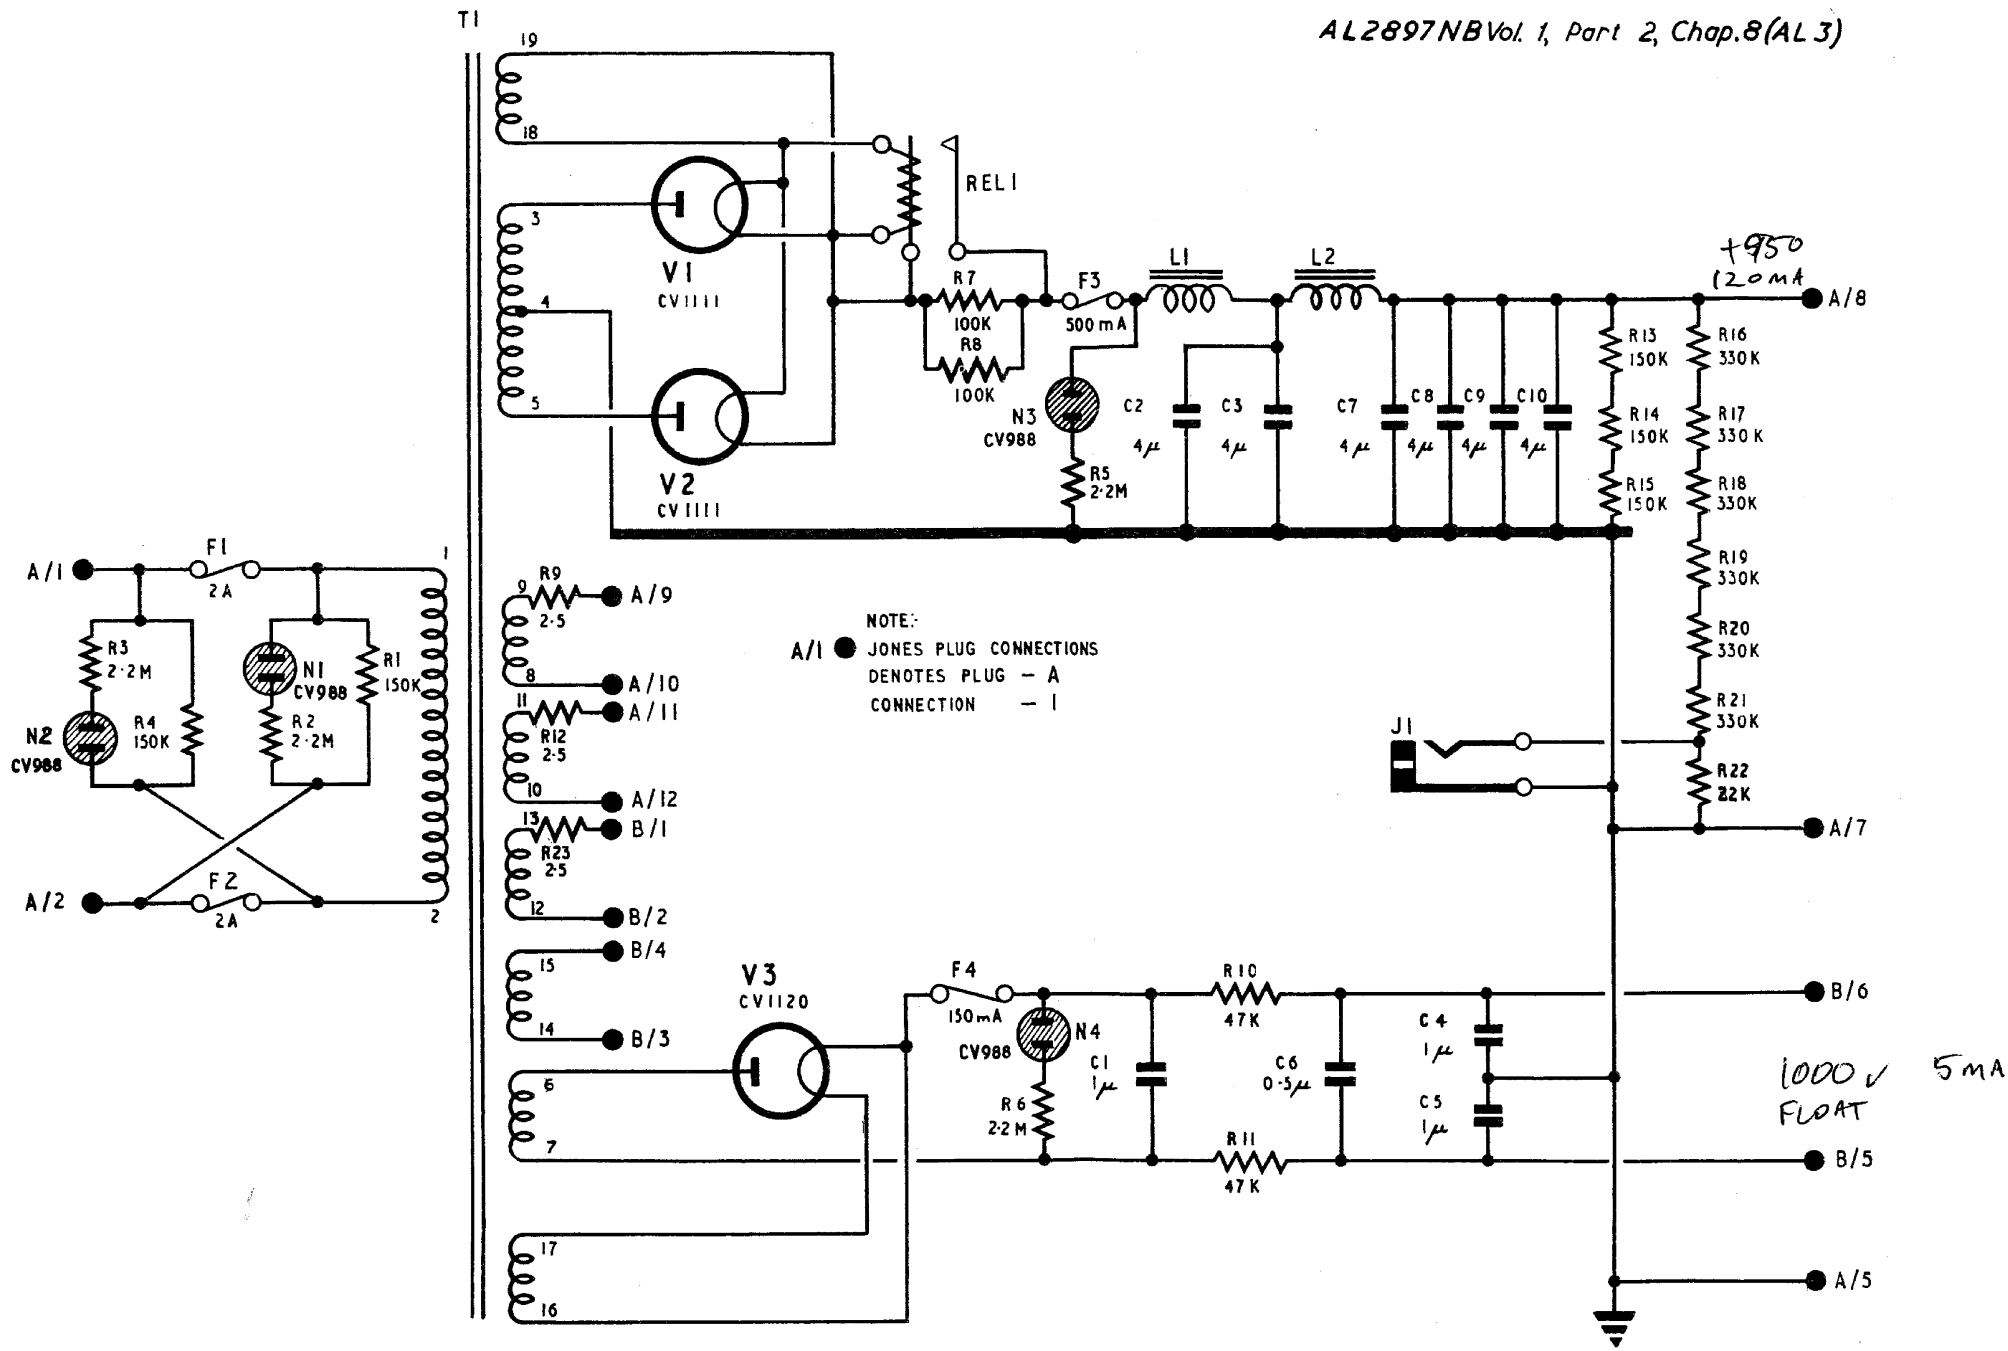 AL2897NB Vol. 1, Part 2, Chap. 8 (AL 3)
T1
19
18
3
4
5
V1
CV1111
V2
CV1111
REL1
R7
100K
R8
100K
F3
500mA
L1
L2
+950
120mA
A/8
N3
CV988
R5
2·2M
C2
4μ
C3
4μ
C7
4μ
C8
4μ
C9
4μ
C10
4μ
R13
150K
R14
150K
R15
150K
R16
330K
R17
330K
R18
330K
R19
330K
R20
330K
R21
330K
R22
22K
J1
A/7
A/1
F1
2A
1
R3
2·2M
N2
CV988
R4
150K
N1
CV988
R2
2·2M
R1
150K
A/2
F2
2A
2
9
R9
2·5
A/9
8
A/10
11
R12
2·5
A/11
10
A/12
13
R23
2·5
B/1
12
B/2
15
B/4
14
B/3
NOTE:-
A/1 JONES PLUG CONNECTIONS
DENOTES PLUG – A
CONNECTION – 1
V3
CV1120
6
7
17
16
F4
150mA
N4
CV988
R6
2·2M
C1
1μ
R10
47K
R11
47K
C6
0·5μ
C4
1μ
C5
1μ
B/6
1000 V 5mA
FLOAT
B/5
A/5